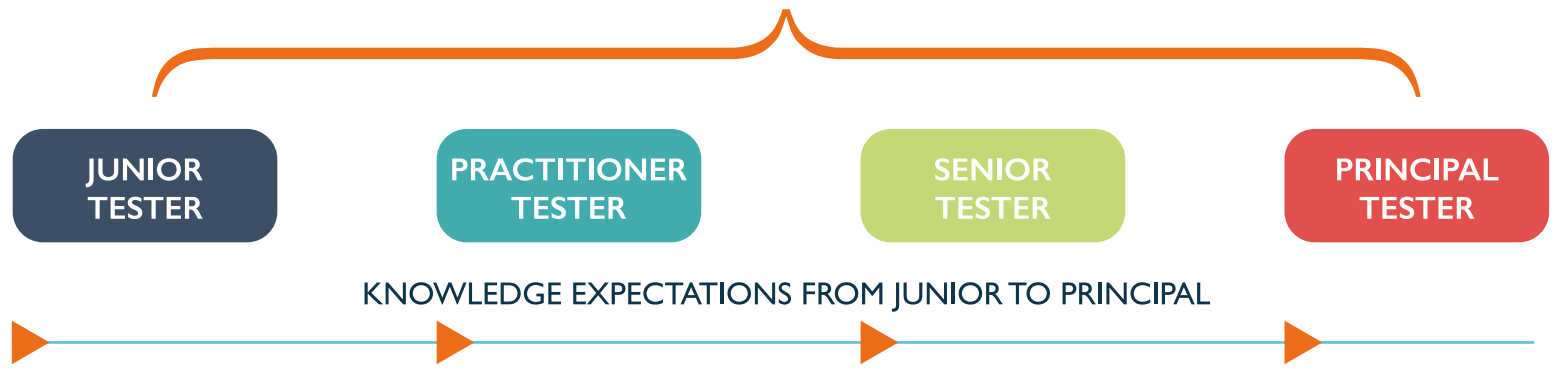 JUNIOR
TESTER
PRACTITIONER
TESTER
SENIOR
TESTER
PRINCIPAL
TESTER
KNOWLEDGE EXPECTATIONS FROM JUNIOR TO PRINCIPAL